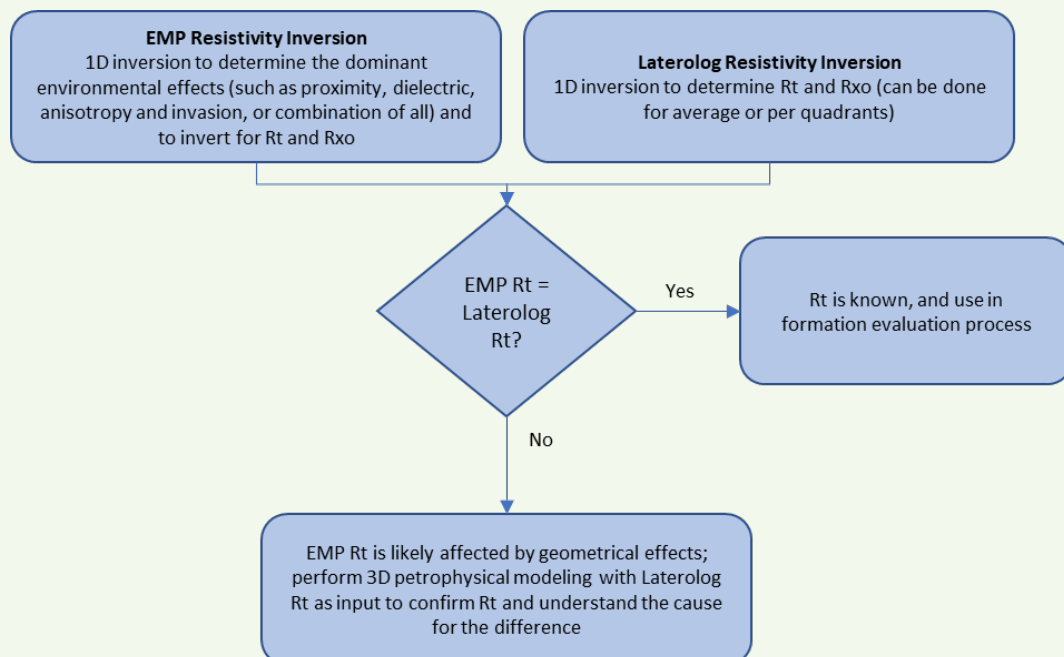 EMP Resistivity Inversion
1D inversion to determine the dominant
environmental effects (such as proximity, dielectric,
anisotropy and invasion, or combination of all) and
to invert for Rt and Rxo
Laterolog Resistivity Inversion
1D inversion to determine Rt and Rxo (can be done
for average or per quadrants)
EMP Rt =
Laterolog
Rt?
Yes
Rt is known, and use in
formation evaluation process
No
EMP Rt is likely affected by geometrical effects;
perform 3D petrophysical modeling with Laterolog
Rt as input to confirm Rt and understand the cause
for the difference